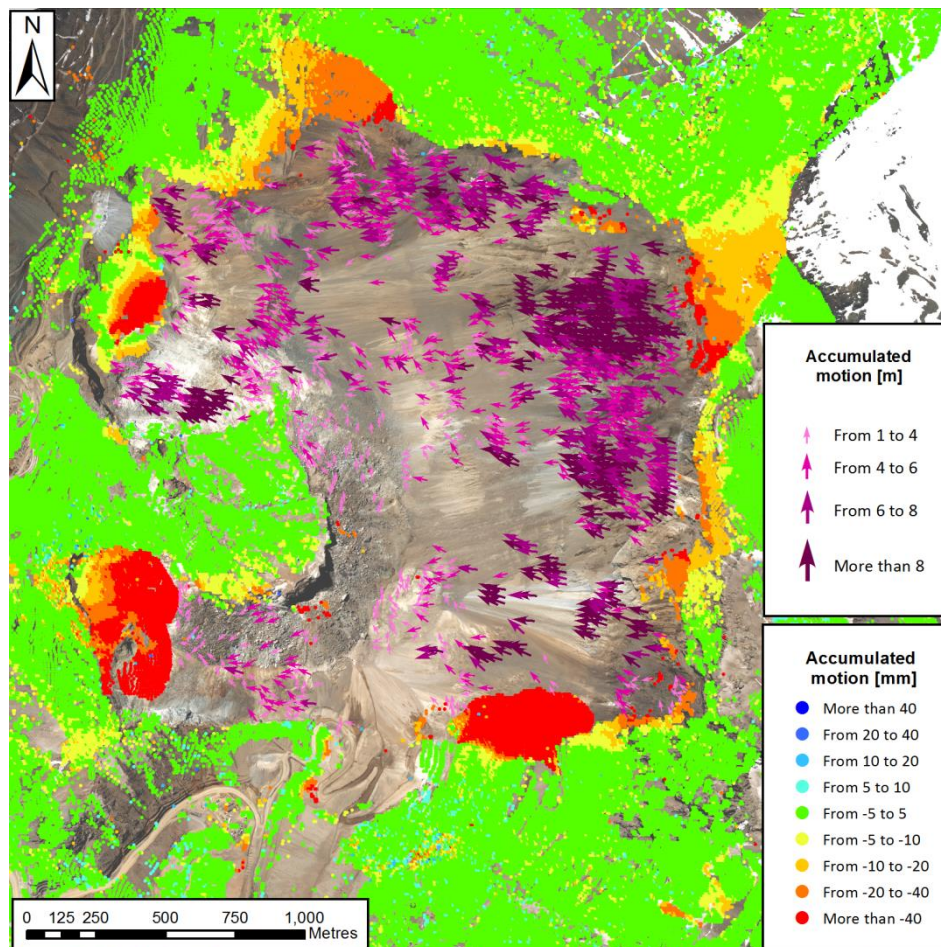 N
Accumulated
motion [m]
From 1 to 4
From 4 to 6
From 6 to 8
More than 8
Accumulated
motion [mm]
More than 40
From 20 to 40
From 10 to 20
From 5 to 10
From -5 to 5
From -5 to -10
From -10 to -20
From -20 to -40
More than -40
0 125 250 500 750 1,000
Metres